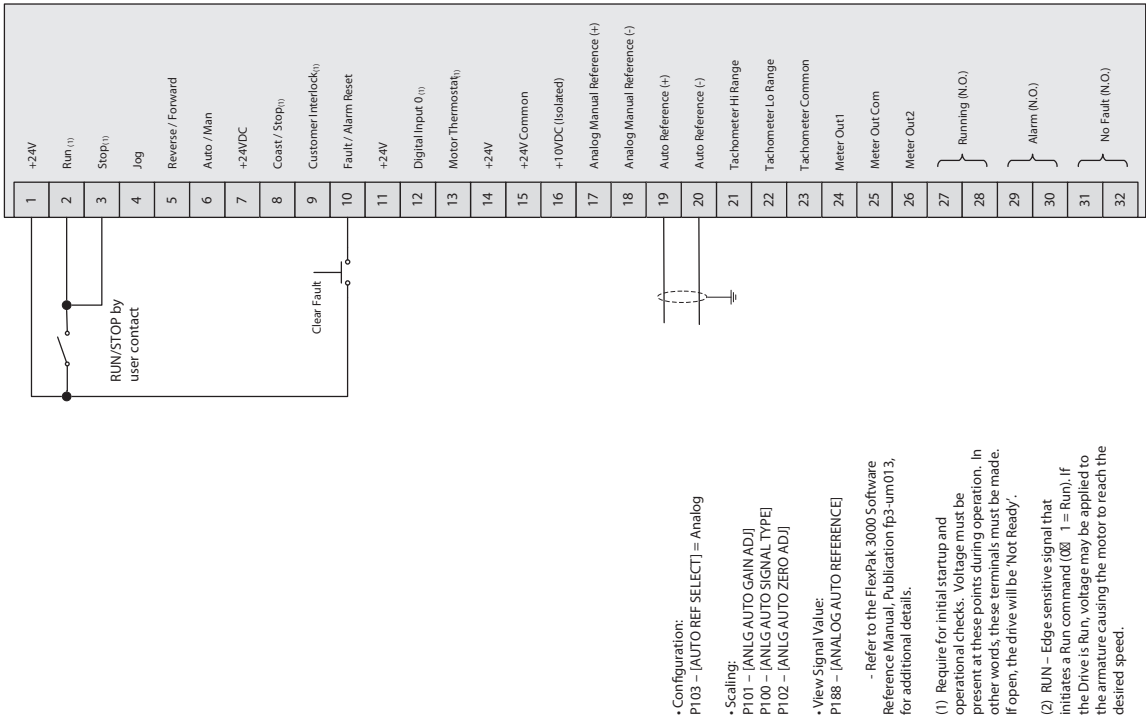 1 +24V
2 Run (1)
3 Stop(1)
4 Jog
5 Reverse / Forward
6 Auto / Man
7 +24VDC
8 Coast / Stop(1)
9 Customer Interlock(1)
10 Fault / Alarm Reset
11 +24V
12 Digital Input 0 (1)
13 Motor Thermostat(1)
14 +24V
15 +24V Common
16 +10VDC (Isolated)
17 Analog Manual Reference (+)
18 Analog Manual Reference (-)
19 Auto Reference (+)
20 Auto Reference (-)
21 Tachometer Hi Range
22 Tachometer Lo Range
23 Tachometer Common
24 Meter Out1
25 Meter Out Com
26 Meter Out2
27
28
Running (N.O.)
29
30
Alarm (N.O.)
31
32
No Fault (N.O.)
RUN/STOP by
user contact
Clear Fault
• Configuration:
P103 – [AUTO REF SELECT] = Analog
• Scaling:
P101 – [ANLG AUTO GAIN ADJ]
P100 – [ANLG AUTO SIGNAL TYPE]
P102 – [ANLG AUTO ZERO ADJ]
• View Signal Value:
P188 – [ANALOG AUTO REFERENCE]
- Refer to the FlexPak 3000 Software
Reference Manual, Publication fp3-um013,
for additional details.
(1) Require for initial startup and
operational checks. Voltage must be
present at these points during operation. In
other words, these terminals must be made.
If open, the drive will be ‘Not Ready’.
(2) RUN – Edge sensitive signal that
initiates a Run command (0 1 = Run). If
the Drive is Run, voltage may be applied to
the armature causing the motor to reach the
desired speed.